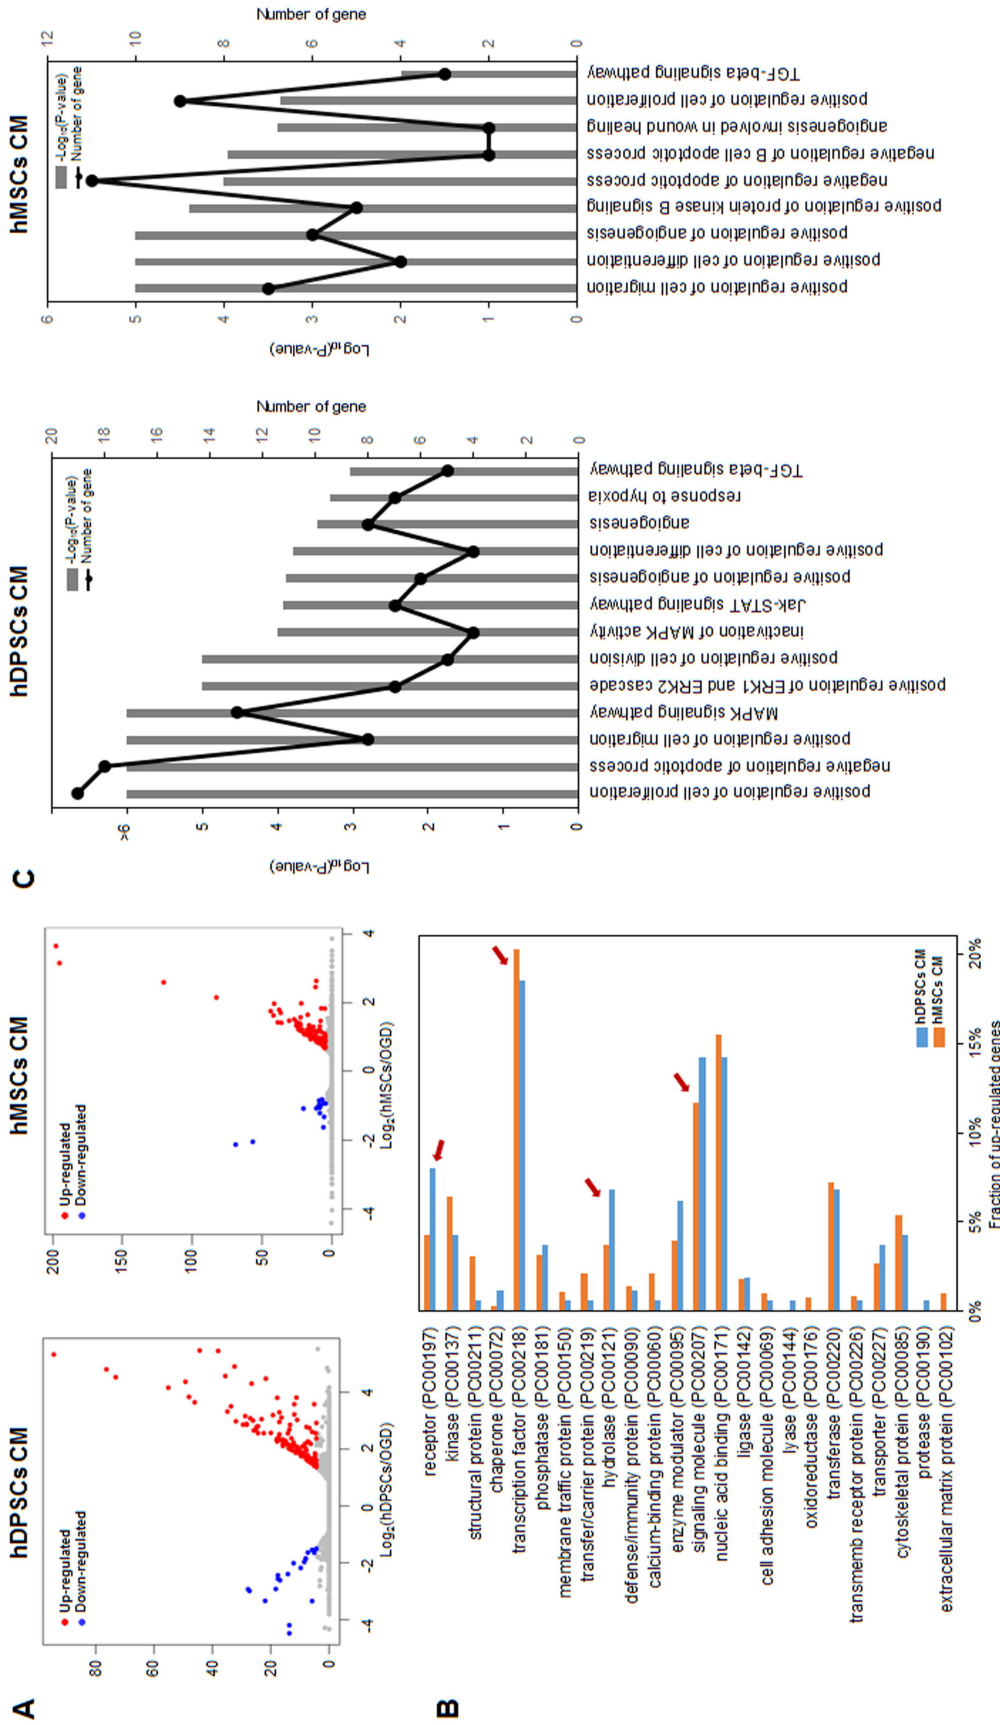 A
hDPSCs CM
Up-regulated
Down-regulated
80
60
40
20
0
-4
-2
0
2
4
Log₂(hDPSCs/OGD)
hMSCs CM
Up-regulated
Down-regulated
200
150
100
50
0
-4
-2
0
2
4
Log₂(hMSCs/OGD)
B
receptor (PC00197)
kinase (PC00137)
structural protein (PC00211)
chaperone (PC00072)
transcription factor (PC00218)
phosphatase (PC00181)
membrane traffic protein (PC00150)
transfer/carrier protein (PC00219)
hydrolase (PC00121)
defense/immunity protein (PC00090)
calcium-binding protein (PC00060)
enzyme modulator (PC00095)
signaling molecule (PC00207)
nucleic acid binding (PC00171)
ligase (PC00142)
cell adhesion molecule (PC00069)
lyase (PC00144)
oxidoreductase (PC00176)
transferase (PC00220)
transmemb receptor protein (PC00226)
transporter (PC00227)
cytoskeletal protein (PC00085)
protease (PC00190)
extracellular matrix protein (PC00102)
hDPSCs CM
hMSCs CM
0%
5%
10%
15%
20%
Fraction of up-regulated genes
C
hDPSCs CM
-Log₁₀(P-value)
Number of gene
Log₁₀(P-value)
>6
5
4
3
2
1
0
20
18
16
14
12
10
8
6
4
2
0
Number of gene
positive regulation of cell proliferation
negative regulation of apoptotic process
positive regulation of cell migration
MAPK signaling pathway
positive regulation of ERK1 and ERK2 cascade
positive regulation of cell division
inactivation of MAPK activity
Jak-STAT signaling pathway
positive regulation of angiogenesis
positive regulation of cell differentiation
angiogenesis
response to hypoxia
TGF-beta signaling pathway
hMSCs CM
-Log₁₀(P-value)
Number of gene
Log₁₀(P-value)
6
5
4
3
2
1
0
12
10
8
6
4
2
0
Number of gene
positive regulation of cell migration
positive regulation of cell differentiation
positive regulation of angiogenesis
positive regulation of protein kinase B signaling
negative regulation of apoptotic process
negative regulation of B cell apoptotic process
angiogenesis involved in wound healing
positive regulation of cell proliferation
TGF-beta signaling pathway